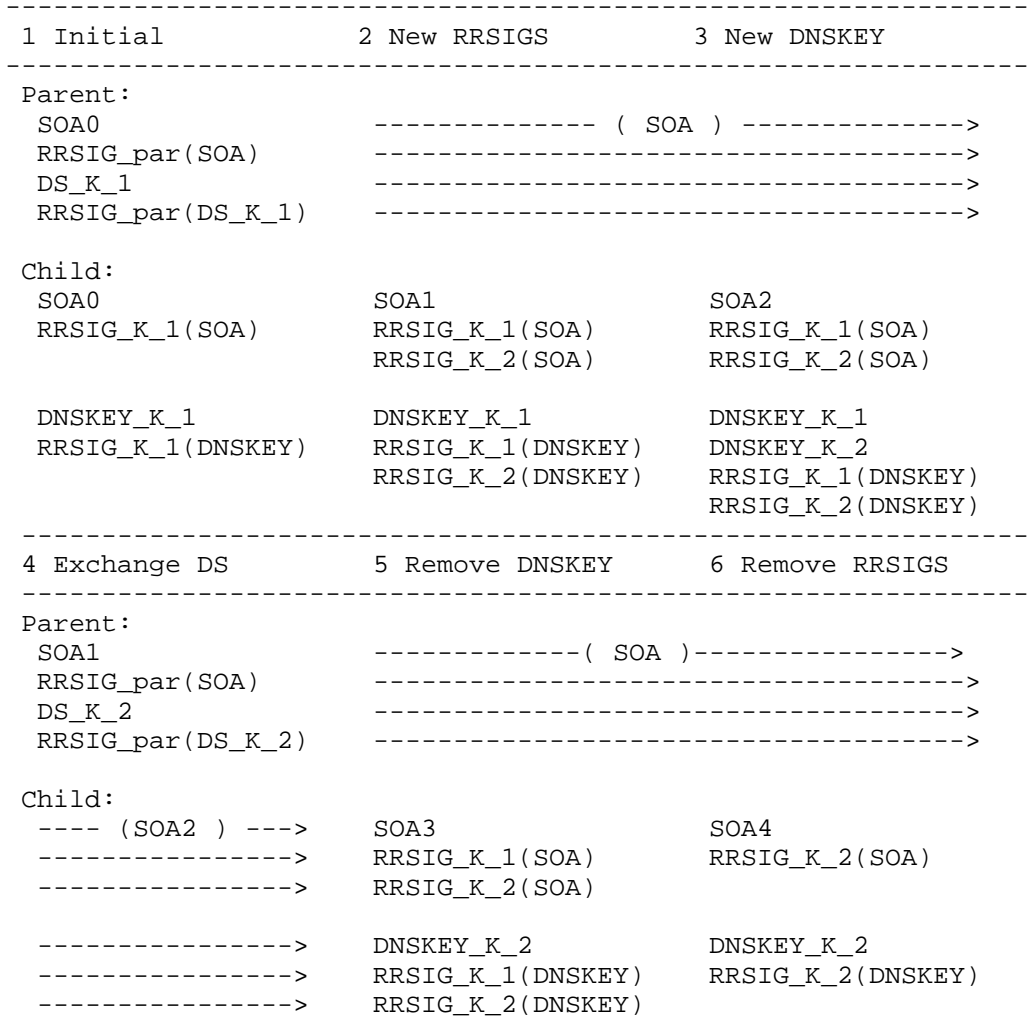 ----------------------------------------------------------------
 1 Initial            2 New RRSIGS         3 New DNSKEY
----------------------------------------------------------------
 Parent:
  SOA0                 -------------- ( SOA ) -------------->
  RRSIG_par(SOA)       ------------------------------------->
  DS_K_1               ------------------------------------->
  RRSIG_par(DS_K_1)    ------------------------------------->

 Child:
  SOA0                 SOA1                 SOA2
  RRSIG_K_1(SOA)       RRSIG_K_1(SOA)       RRSIG_K_1(SOA)
                       RRSIG_K_2(SOA)       RRSIG_K_2(SOA)

  DNSKEY_K_1           DNSKEY_K_1           DNSKEY_K_1
  RRSIG_K_1(DNSKEY)    RRSIG_K_1(DNSKEY)    DNSKEY_K_2
                       RRSIG_K_2(DNSKEY)    RRSIG_K_1(DNSKEY)
                                            RRSIG_K_2(DNSKEY)
 ---------------------------------------------------------------
 4 Exchange DS         5 Remove DNSKEY      6 Remove RRSIGS
 ---------------------------------------------------------------
 Parent:
  SOA1                 -------------( SOA )---------------->
  RRSIG_par(SOA)       ------------------------------------->
  DS_K_2               ------------------------------------->
  RRSIG_par(DS_K_2)    ------------------------------------->

 Child:
  ---- (SOA2 ) --->    SOA3                 SOA4
  ---------------->    RRSIG_K_1(SOA)       RRSIG_K_2(SOA)
  ---------------->    RRSIG_K_2(SOA)

  ---------------->    DNSKEY_K_2           DNSKEY_K_2
  ---------------->    RRSIG_K_1(DNSKEY)    RRSIG_K_2(DNSKEY)
  ---------------->    RRSIG_K_2(DNSKEY)